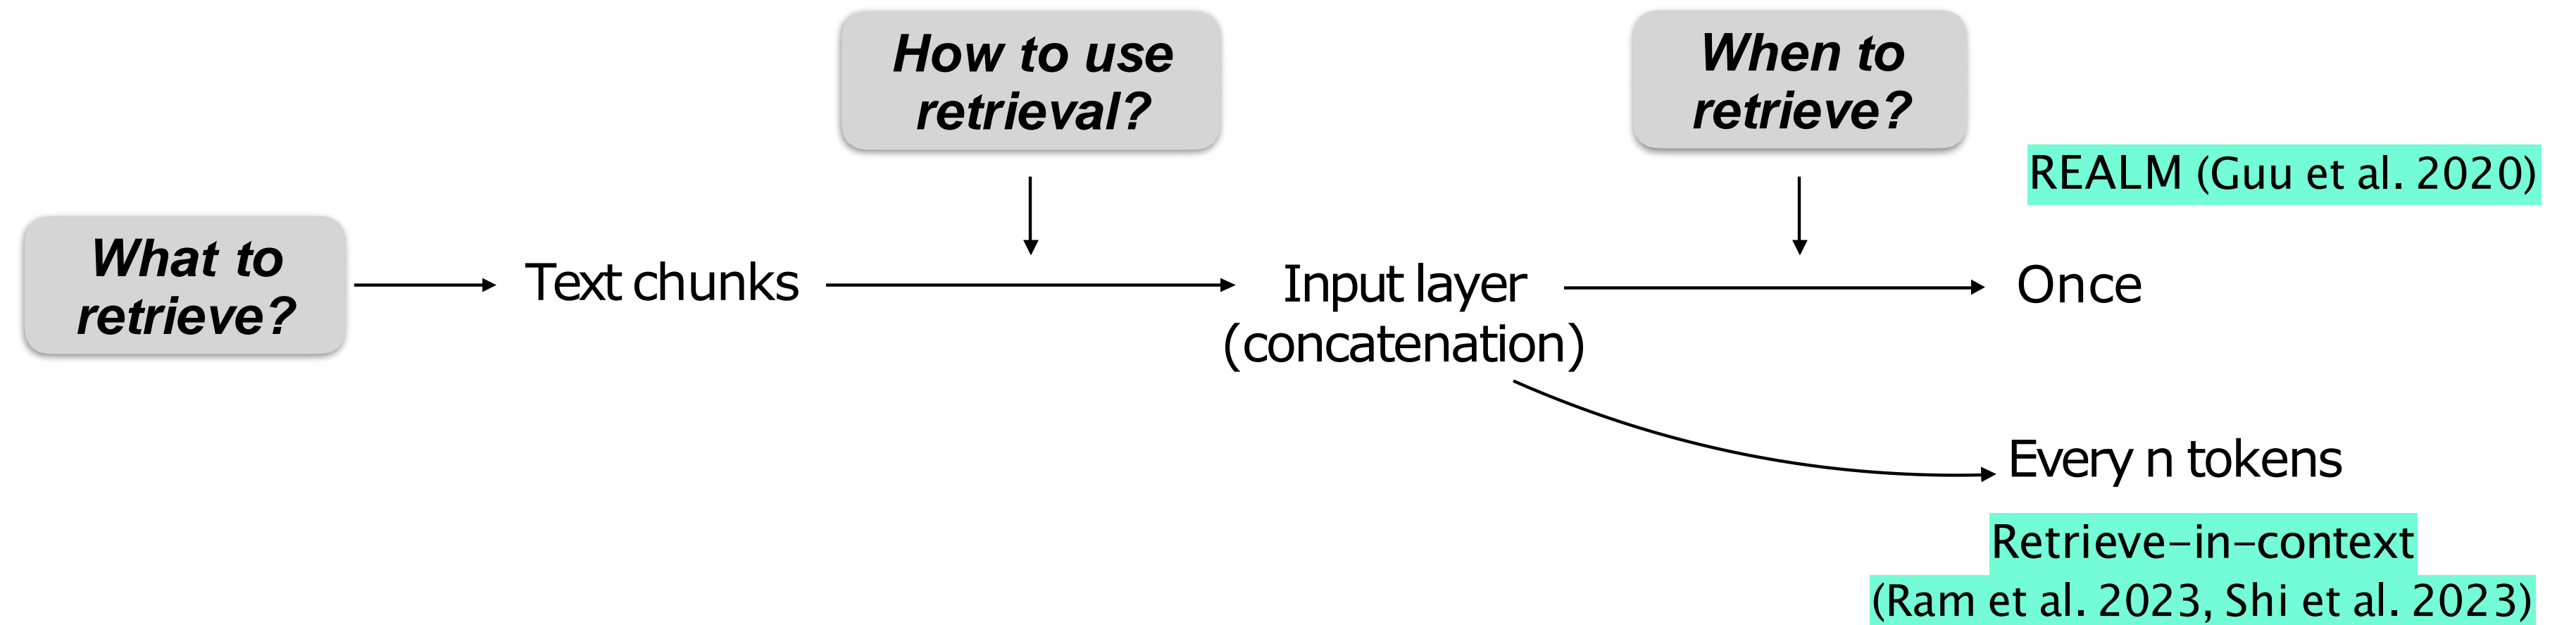 What to
retrieve?
Text chunks
How to use
retrieval?
Input layer
(concatenation)
When to
retrieve?
REALM (Guu et al. 2020)
Once
Every n tokens
Retrieve-in-context
(Ram et al. 2023, Shi et al. 2023)